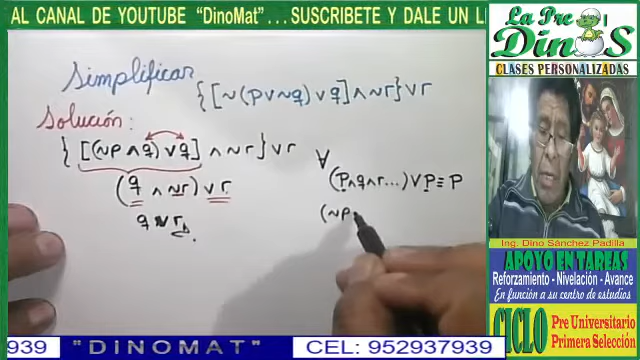 AL CANAL DE YOUTUBE “DinoMat”... SUSCRIBETE Y DALE UN L
La Pre
DinoS
CLASES PERSONALIZADAS
Simplificar
{[~(p∨~q)∨q]∧~r}∨r
Solución:
{[(~p∧q)∨q]∧~r}∨r
(q∧~r)∨r
(p∧q∧r...)∨p≡p
(~p
Ing. Dino Sánchez Padilla
APOYO EN TAREAS
Reforzamiento - Nivelación - Avance
En función a su centro de estudios
CICLO
Pre Universitario
Primera Selección
939
"DINOMAT"
CEL: 952937939